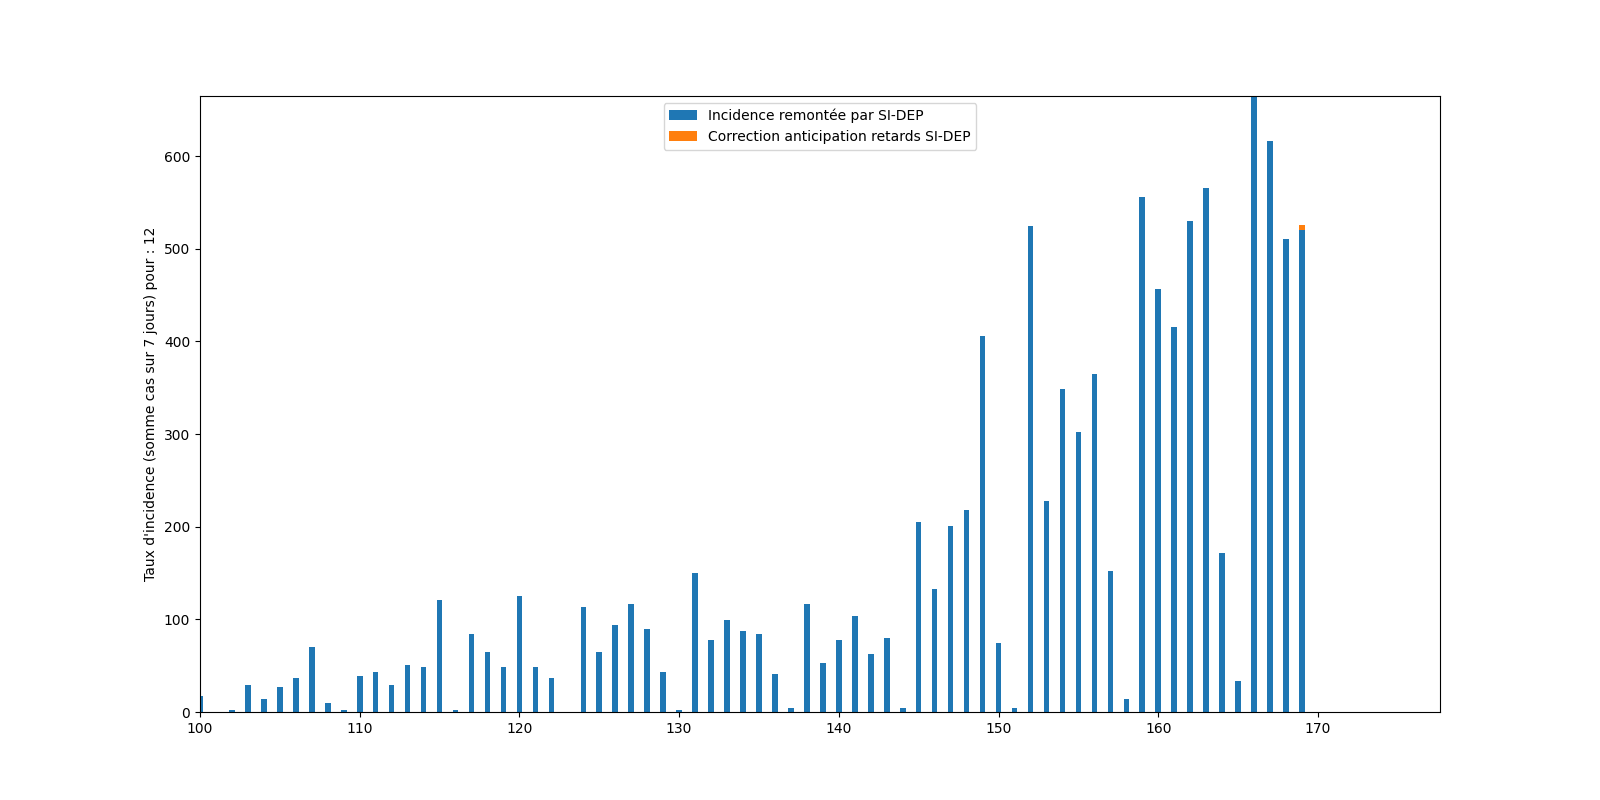 Incidence remontée par SI-DEP
Correction anticipation retards SI-DEP
Taux d'incidence (somme cas sur 7 jours) pour : 12
600
500
400
300
200
100
0
100 110 120 130 140 150 160 170